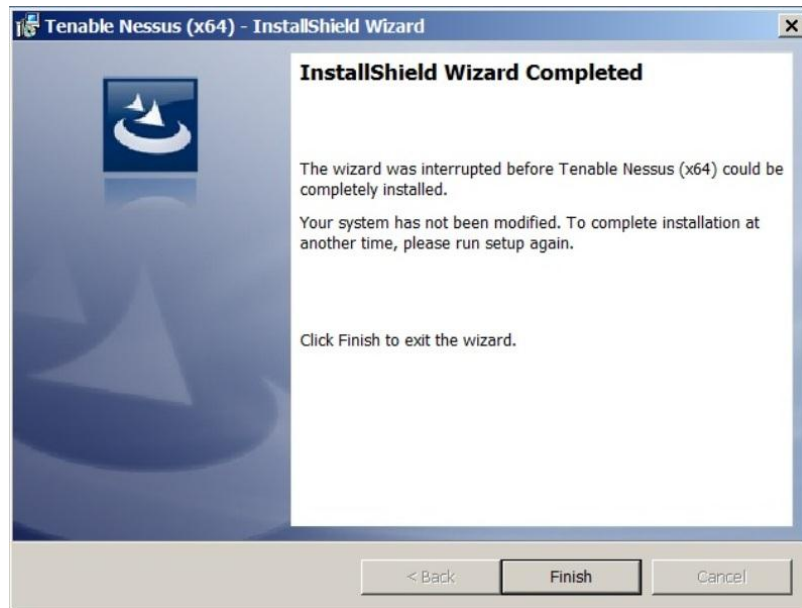 Tenable Nessus (x64) - InstallShield Wizard
InstallShield Wizard Completed
The wizard was interrupted before Tenable Nessus (x64) could be
completely installed.
Your system has not been modified. To complete installation at
another time, please run setup again.
Click Finish to exit the wizard.
< Back
Finish
Cancel